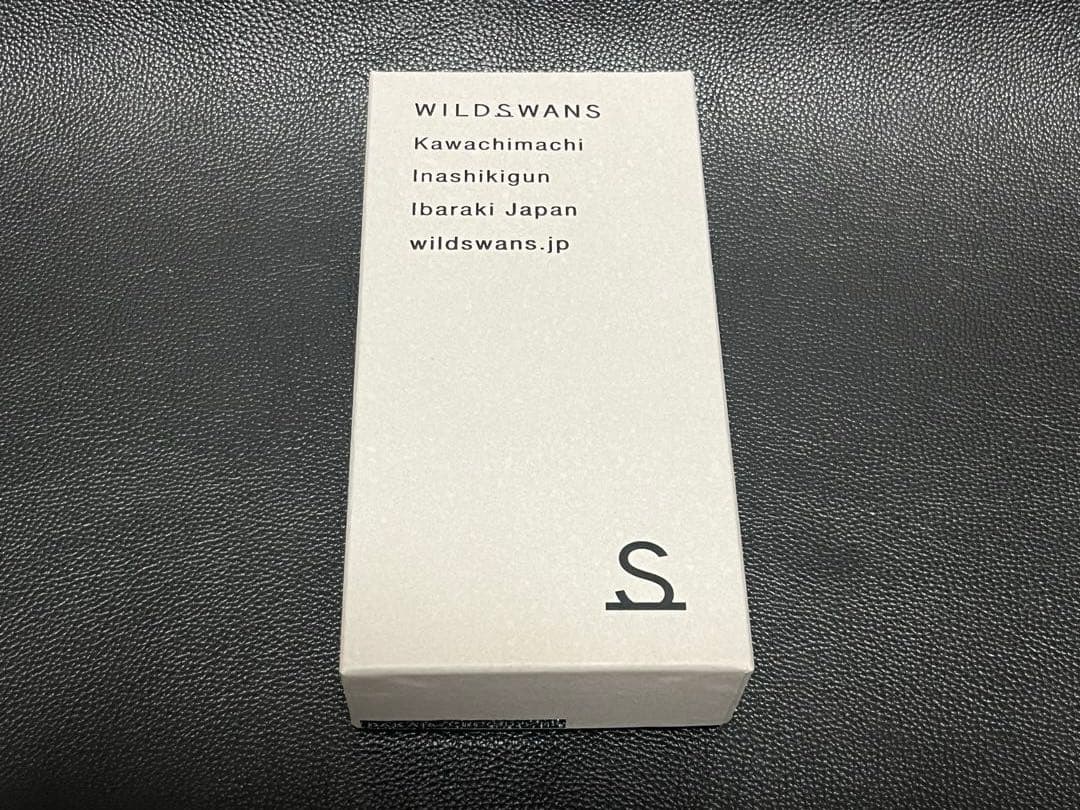 WILDSWANS
Kawachimachi
Inashikigun
Ibaraki Japan
wildswans.jp
S